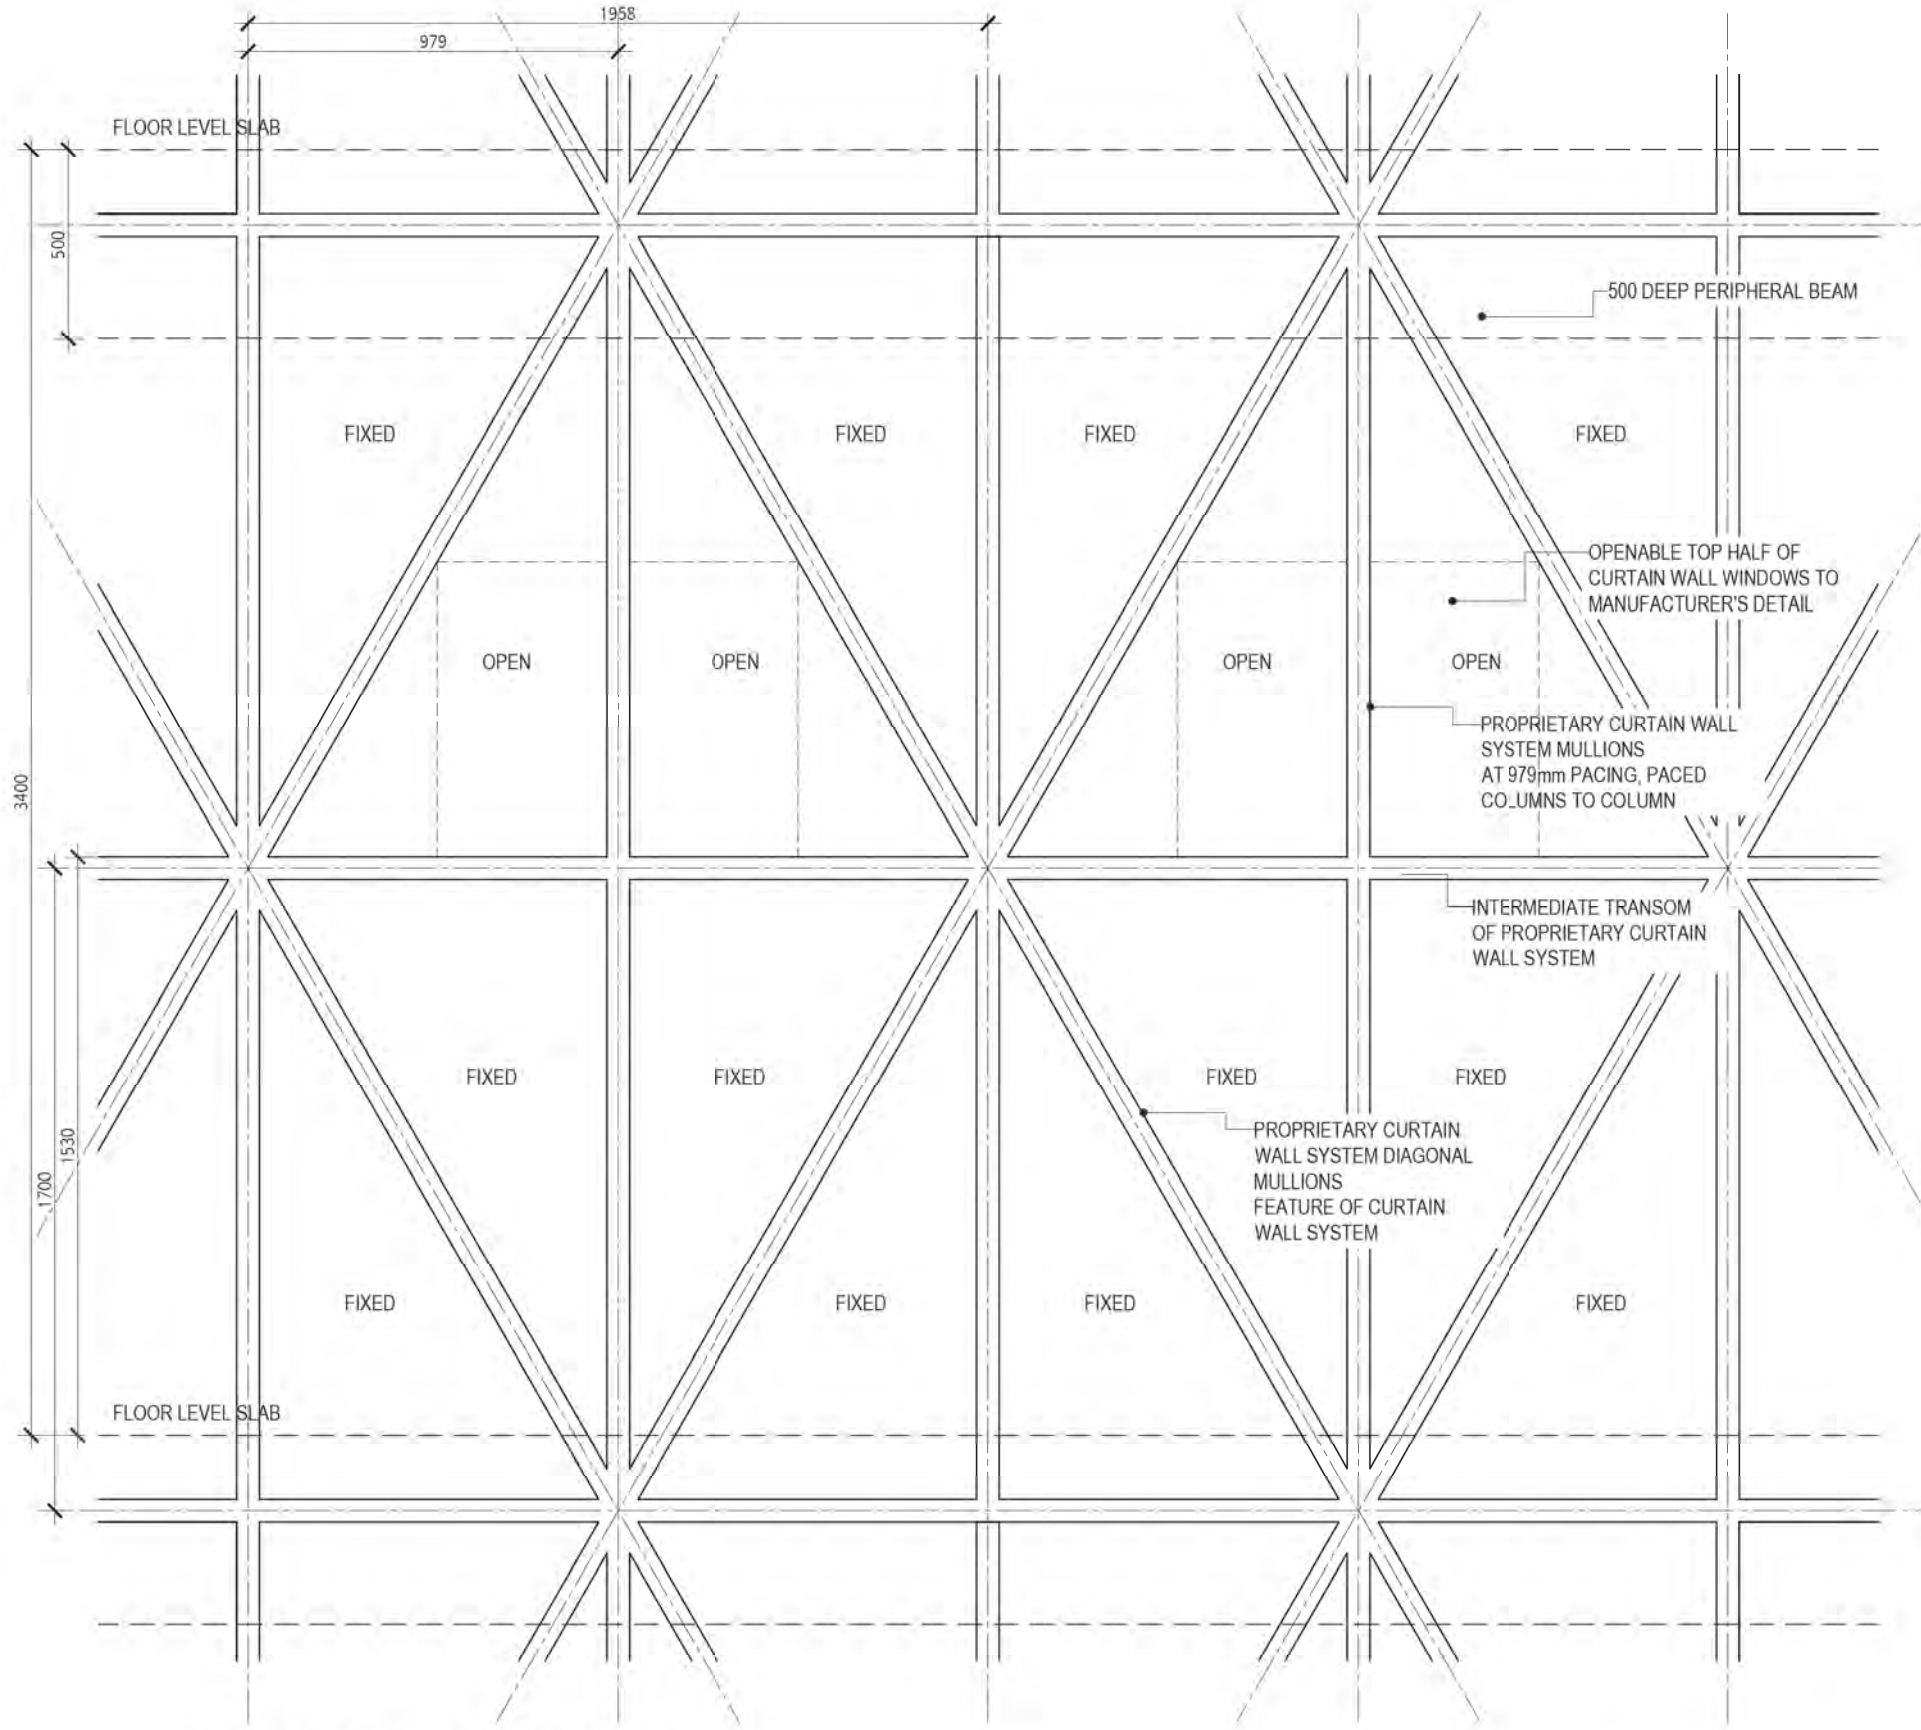 1958
979
FLOOR LEVEL SLAB
500
500 DEEP PERIPHERAL BEAM
FIXED
FIXED
FIXED
FIXED
OPENABLE TOP HALF OF
CURTAIN WALL WINDOWS TO
MANUFACTURER'S DETAIL
OPEN
OPEN
OPEN
OPEN
PROPRIETARY CURTAIN WALL
SYSTEM MULLIONS
AT 979mm PACING, PACED
COLUMNS TO COLUMN
3400
INTERMEDIATE TRANSOM
OF PROPRIETARY CURTAIN
WALL SYSTEM
FIXED
FIXED
FIXED
FIXED
PROPRIETARY CURTAIN
WALL SYSTEM DIAGONAL
MULLIONS
FEATURE OF CURTAIN
WALL SYSTEM
1530
1700
FIXED
FIXED
FIXED
FIXED
FLOOR LEVEL SLAB